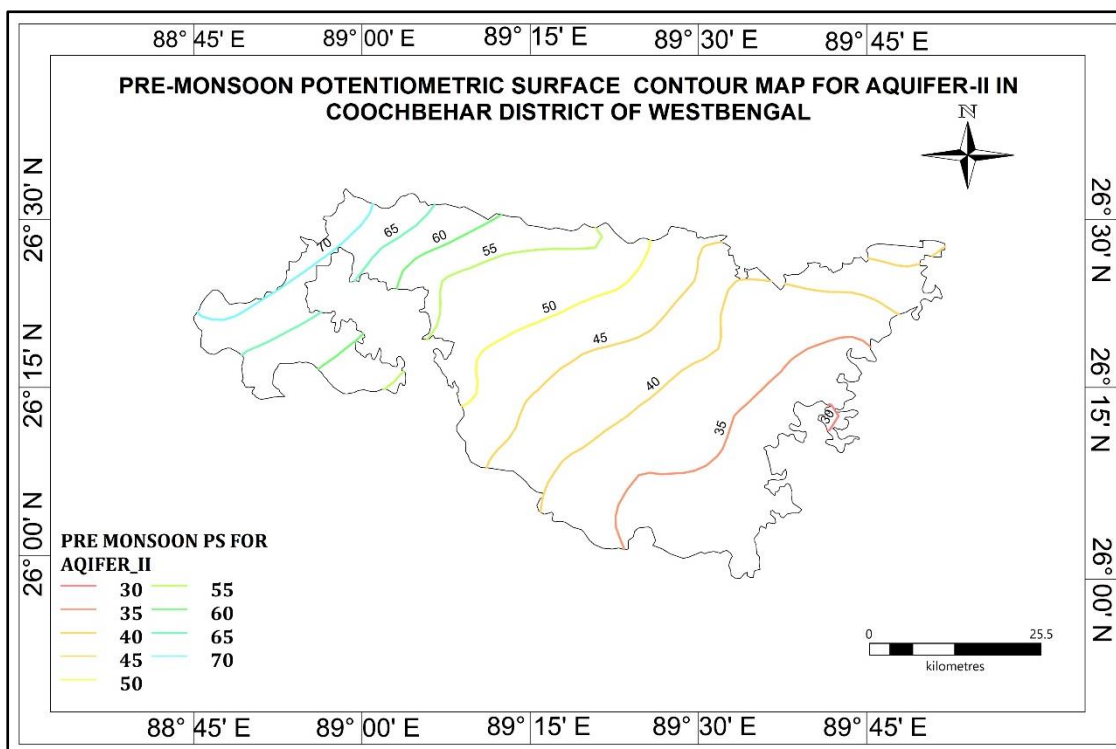 88° 45' E 89° 00' E 89° 15' E 89° 30' E 89° 45' E
PRE-MONSOON POTENTIOMETRIC SURFACE CONTOUR MAP FOR AQUIFER-II IN
COOCHBEHAR DISTRICT OF WESTBENGAL
N
26° 30' N
26° 30' N
70
65
60
55
50
45
40
35
30
26° 15' N
26° 15' N
26° 00' N
26° 00' N
PRE MONSOON PS FOR
AQIFER_II
30 55
35 60
40 65
45 70
50
0 25.5
kilometres
88° 45' E 89° 00' E 89° 15' E 89° 30' E 89° 45' E